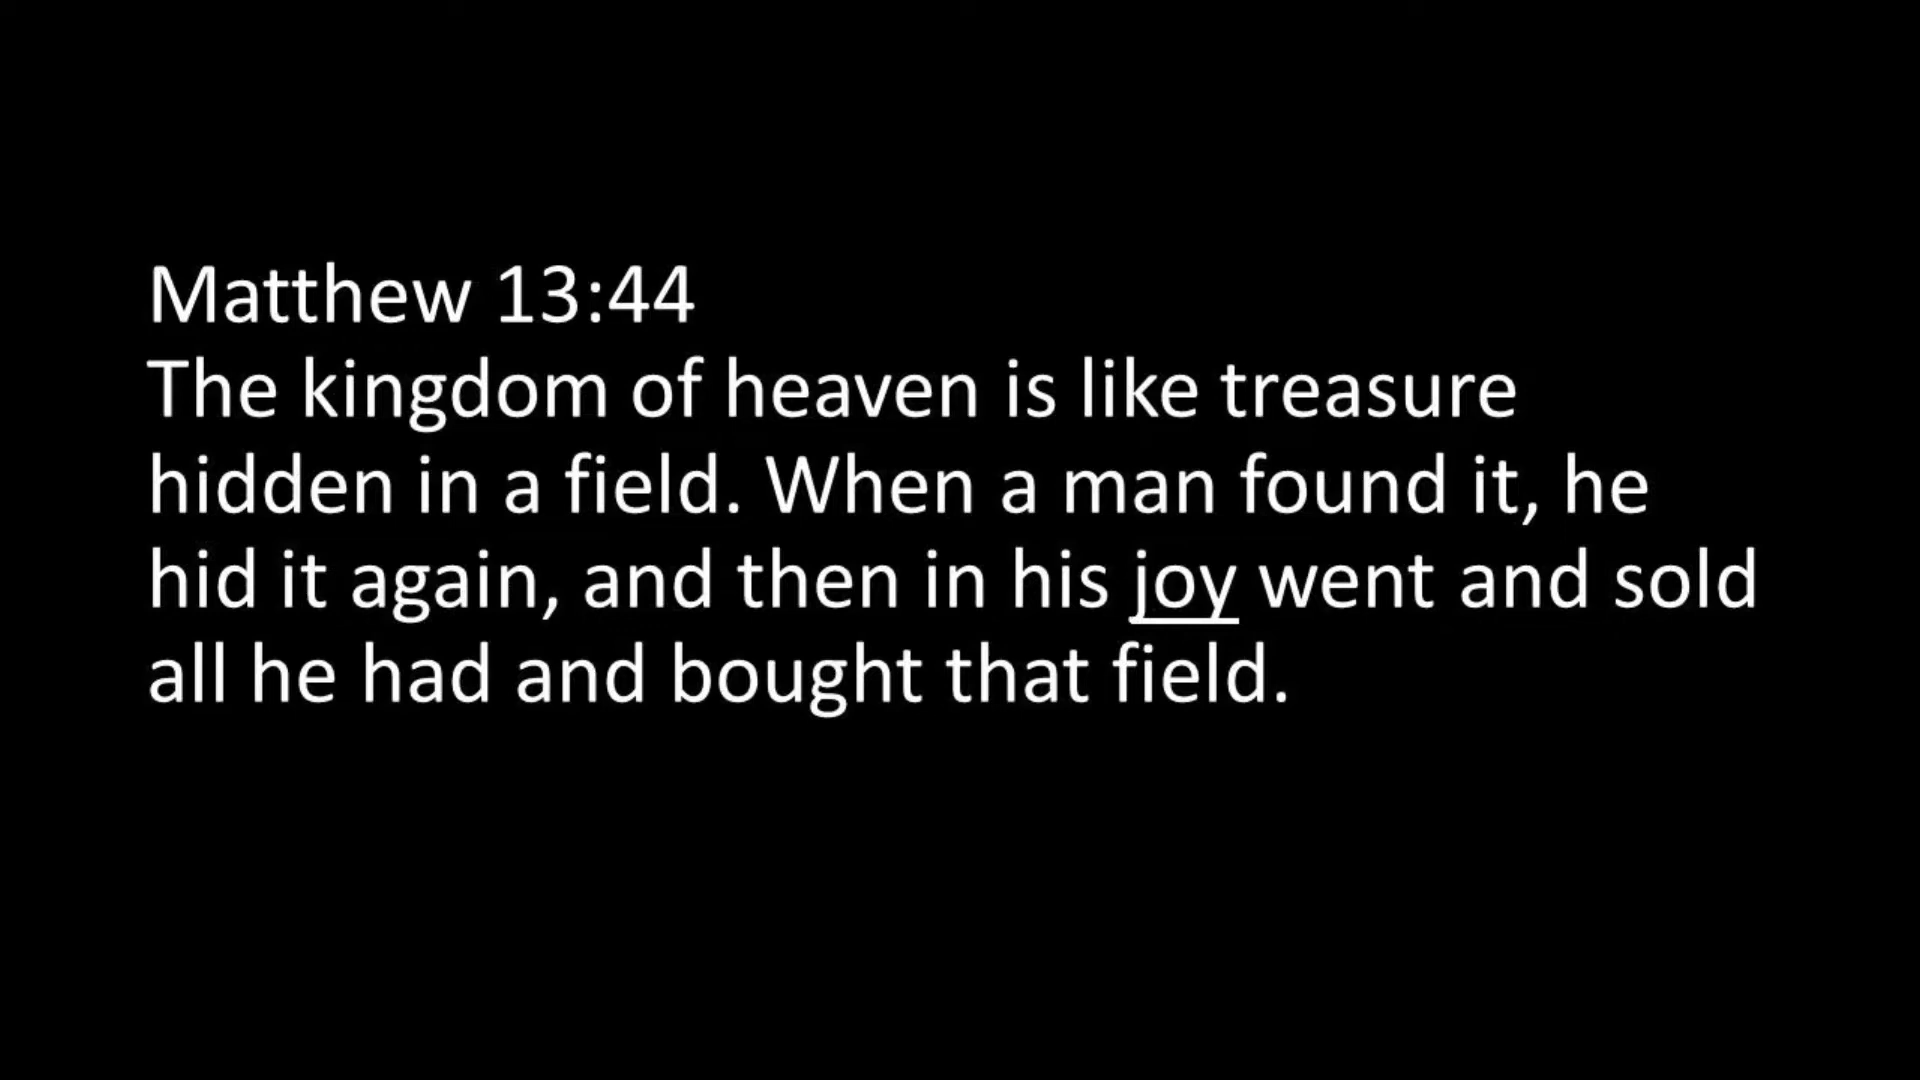 Matthew 13:44
The kingdom of heaven is like treasure
hidden in a field. When a man found it, he
hid it again, and then in his joy went and sold
all he had and bought that field.